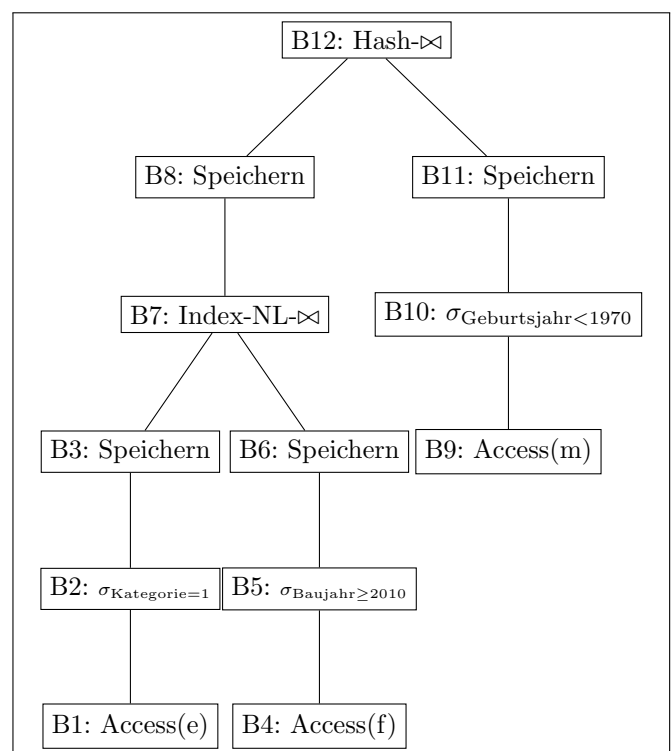 B12: Hash-⋈
B8: Speichern
B11: Speichern
B7: Index-NL-⋈
B10: σGeburtsjahr<1970
B3: Speichern
B6: Speichern
B9: Access(m)
B2: σKategorie=1
B5: σBaujahr≥2010
B1: Access(e)
B4: Access(f)